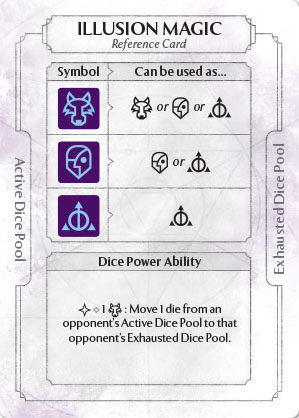 ILLUSION MAGIC
Reference Card
Symbol Can be used as...
or or
or
Active Dice Pool
Exhausted Dice Pool
Dice Power Ability
1 : Move 1 die from an
opponent's Active Dice Pool to that
opponent's Exhausted Dice Pool.